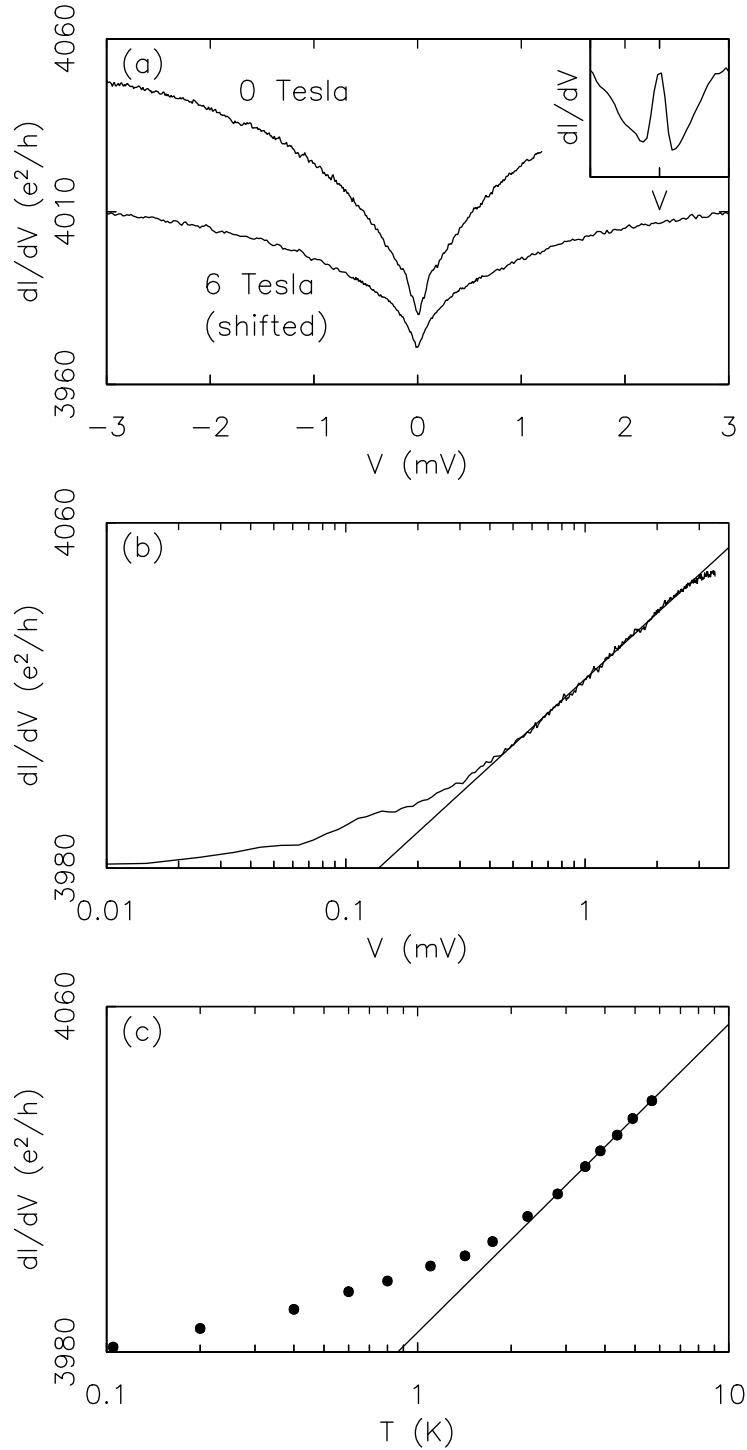 (a)
0 Tesla
6 Tesla
(shifted)
dI/dV
V
4060
4010
3960
dI/dV (e²/h)
−3 −2 −1 0 1 2 3
V (mV)
(b)
4060
3980
dI/dV (e²/h)
0.01 0.1 1
V (mV)
(c)
4060
3980
dI/dV (e²/h)
0.1 1 10
T (K)